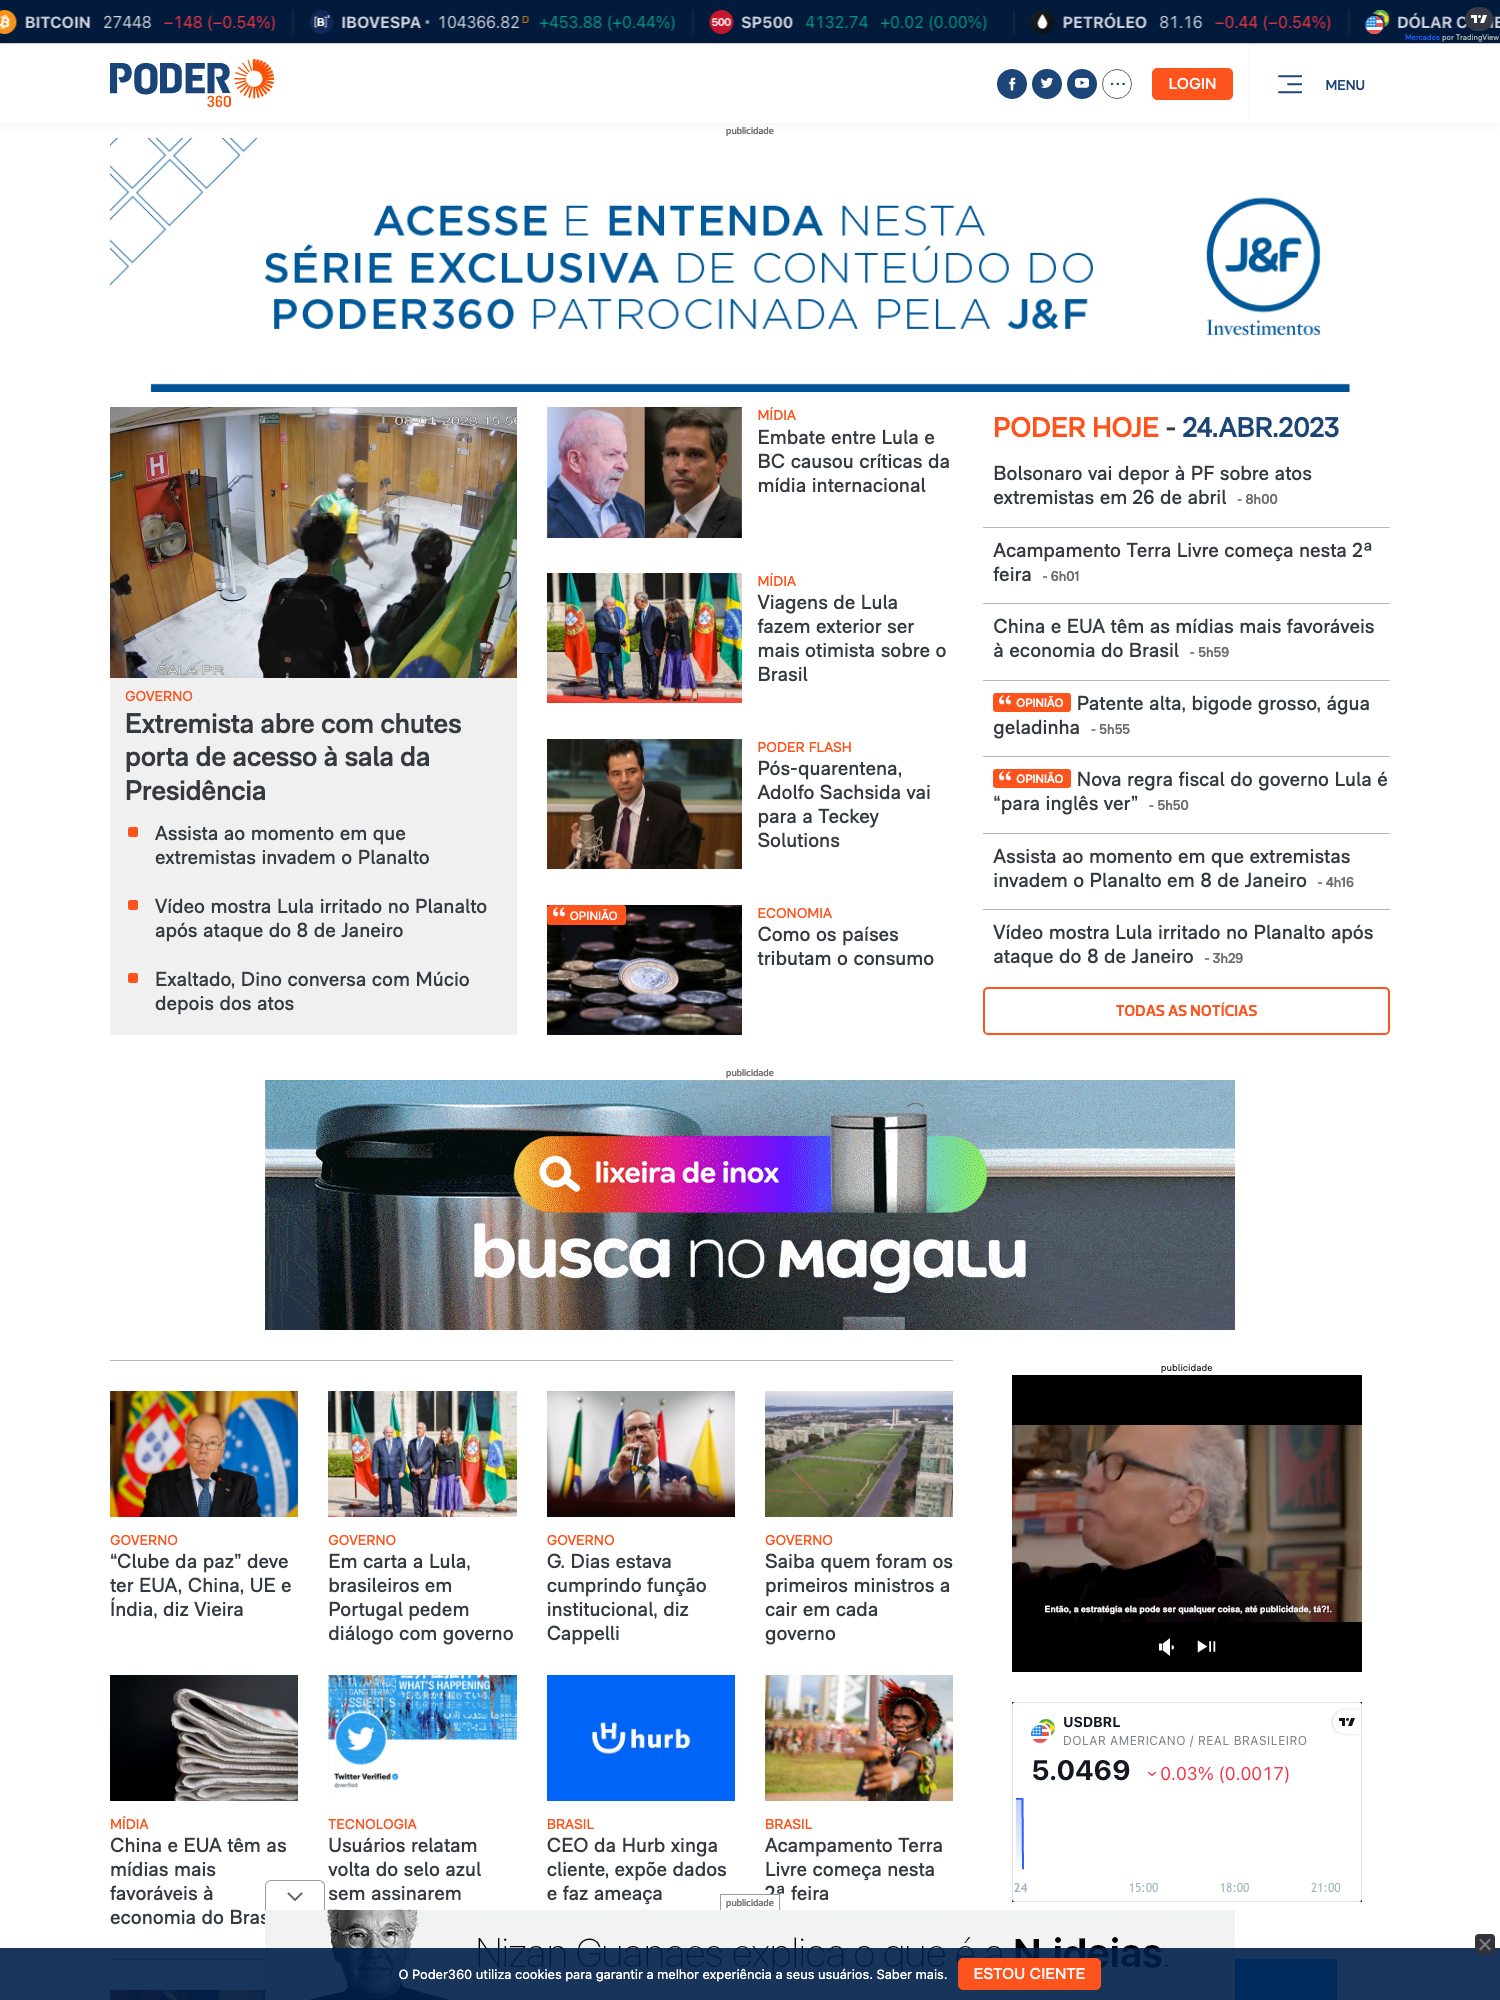 BITCOIN 27448 −148 (−0.54%) IBOVESPA 104366.82 D +453.88 (+0.44%) 500 SP500 4132.74 +0.02 (0.00%) PETRÓLEO 81.16 −0.44 (−0.54%) DÓLAR
Mercados por TradingView
PODER
360
LOGIN
MENU
publicidade
ACESSE E ENTENDA NESTA
SÉRIE EXCLUSIVA DE CONTEÚDO DO
PODER360 PATROCINADA PELA J&F
J&F
Investimentos
08-01-2023 15:56
H
SALA-PR
GOVERNO
Extremista abre com chutes
porta de acesso à sala da
Presidência
Assista ao momento em que
extremistas invadem o Planalto
Vídeo mostra Lula irritado no Planalto
após ataque do 8 de Janeiro
Exaltado, Dino conversa com Múcio
depois dos atos
MÍDIA
Embate entre Lula e
BC causou críticas da
mídia internacional
MÍDIA
Viagens de Lula
fazem exterior ser
mais otimista sobre o
Brasil
PODER FLASH
Pós-quarentena,
Adolfo Sachsida vai
para a Teckey
Solutions
“ OPINIÃO
ECONOMIA
Como os países
tributam o consumo
PODER HOJE - 24.ABR.2023
Bolsonaro vai depor à PF sobre atos
extremistas em 26 de abril - 8h00
Acampamento Terra Livre começa nesta 2ª
feira - 6h01
China e EUA têm as mídias mais favoráveis
à economia do Brasil - 5h59
“ OPINIÃO Patente alta, bigode grosso, água
geladinha - 5h55
“ OPINIÃO Nova regra fiscal do governo Lula é
“para inglês ver” - 5h50
Assista ao momento em que extremistas
invadem o Planalto em 8 de Janeiro - 4h16
Vídeo mostra Lula irritado no Planalto após
ataque do 8 de Janeiro - 3h29
TODAS AS NOTÍCIAS
publicidade
lixeira de inox
busca no Magalu
GOVERNO
“Clube da paz” deve
ter EUA, China, UE e
Índia, diz Vieira
GOVERNO
Em carta a Lula,
brasileiros em
Portugal pedem
diálogo com governo
GOVERNO
G. Dias estava
cumprindo função
institucional, diz
Cappelli
GOVERNO
Saiba quem foram os
primeiros ministros a
cair em cada
governo
publicidade
Então, a estratégia ela pode ser qualquer coisa, até publicidade, tá?!.
MÍDIA
China e EUA têm as
mídias mais
favoráveis à
economia do Bras
WHAT'S HAPPENING
Twitter Verified
@verified
TECNOLOGIA
Usuários relatam
volta do selo azul
sem assinarem
hurb
BRASIL
CEO da Hurb xinga
cliente, expõe dados
e faz ameaça
BRASIL
Acampamento Terra
Livre começa nesta
2ª feira
USDBRL
DOLAR AMERICANO / REAL BRASILEIRO
5.0469 0.03% (0.0017)
24 15:00 18:00 21:00
publicidade
Nizan Guanaes explica o que é a N ideias.
O Poder360 utiliza cookies para garantir a melhor experiência a seus usuários. Saber mais.
ESTOU CIENTE